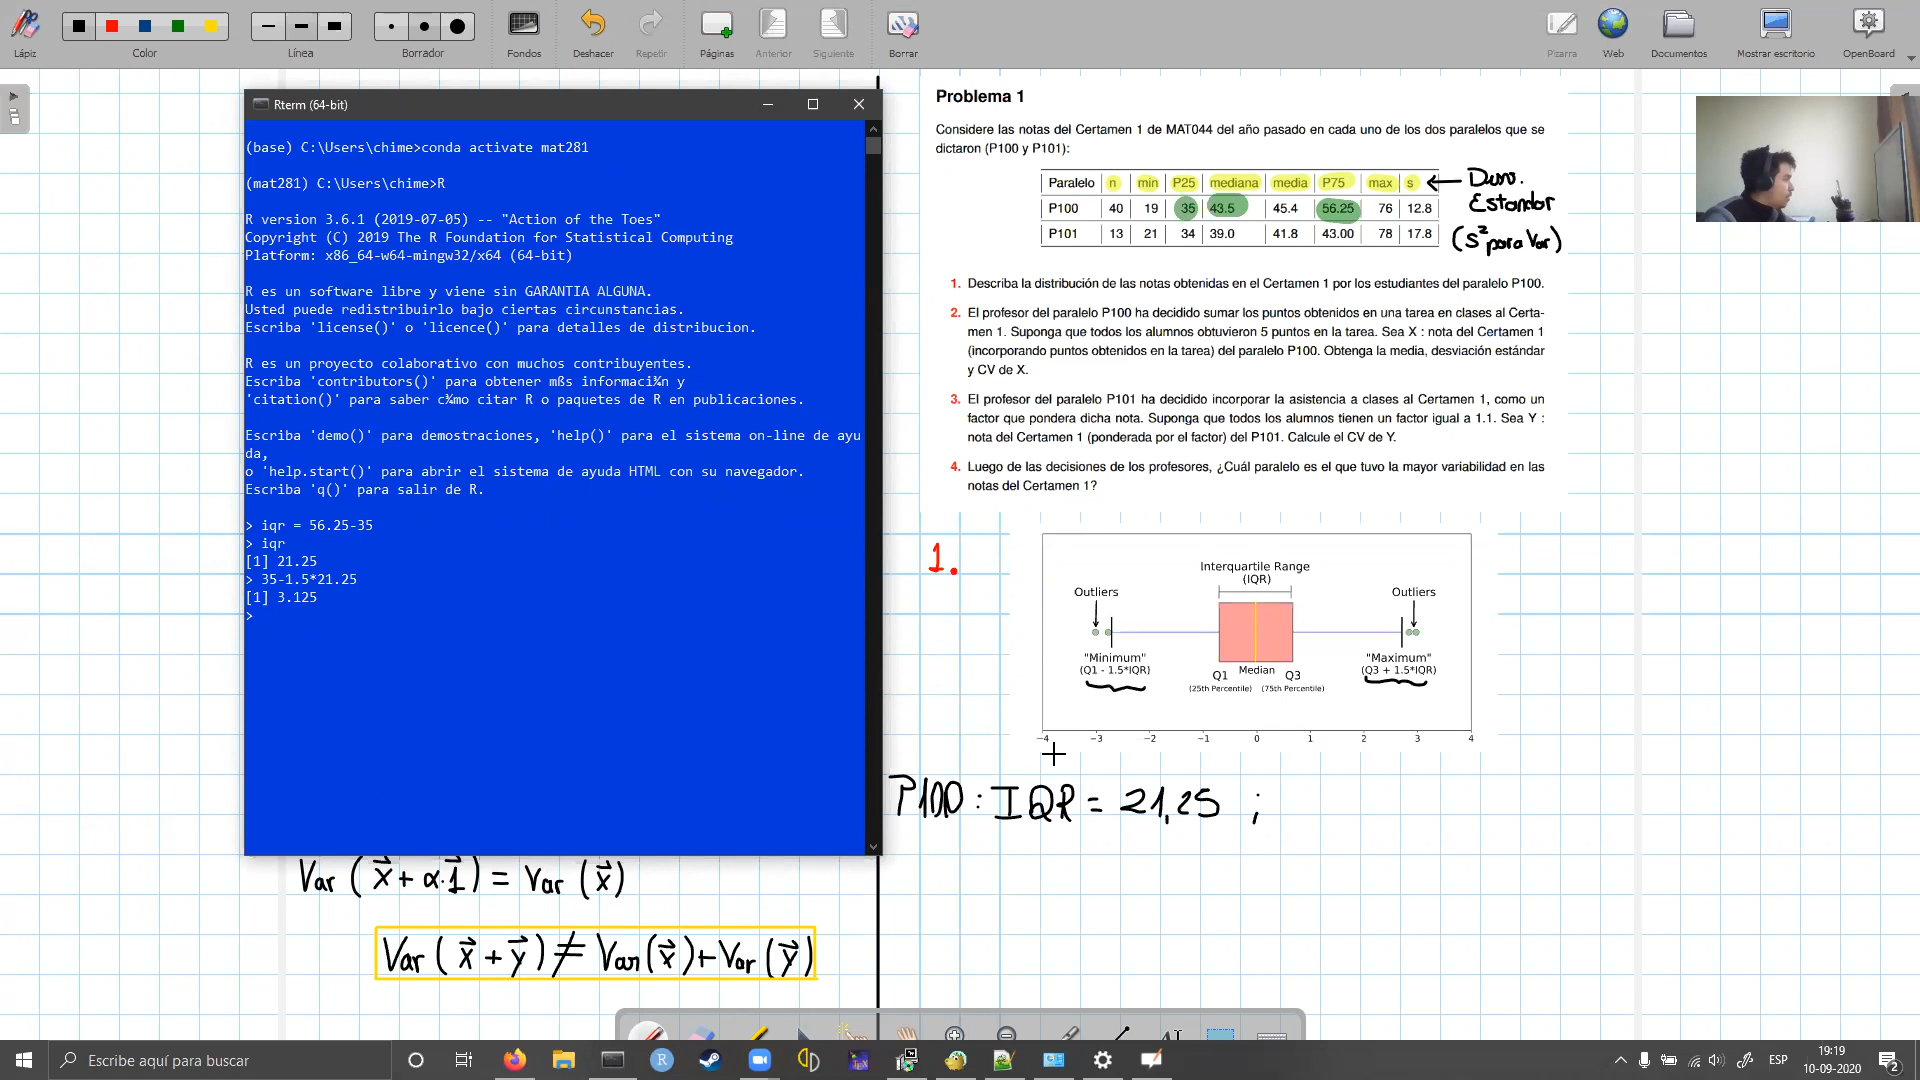 Lápiz
Color
Línea
Borrador
Fondos
Deshacer
Repetir
Páginas
Anterior
Siguiente
Borrar
Pizarra
Web
Documentos
Mostrar escritorio
OpenBoard
Rterm (64-bit)
(base) C:\Users\chime>conda activate mat281
(mat281) C:\Users\chime>R
R version 3.6.1 (2019-07-05) -- "Action of the Toes"
Copyright (C) 2019 The R Foundation for Statistical Computing
Platform: x86_64-w64-mingw32/x64 (64-bit)
R es un software libre y viene sin GARANTIA ALGUNA.
Usted puede redistribuirlo bajo ciertas circunstancias.
Escriba 'license()' o 'licence()' para detalles de distribucion.
R es un proyecto colaborativo con muchos contribuyentes.
Escriba 'contributors()' para obtener mßs informaci¾n y
'citation()' para saber c¾mo citar R o paquetes de R en publicaciones.
Escriba 'demo()' para demostraciones, 'help()' para el sistema on-line de ayu
da,
o 'help.start()' para abrir el sistema de ayuda HTML con su navegador.
Escriba 'q()' para salir de R.
> iqr = 56.25-35
> iqr
[1] 21.25
> 35-1.5*21.25
[1] 3.125
>
Var (x⃗ + α·1⃗) = Var (x⃗)
Var (x⃗ + y⃗) ≠ Var(x⃗)+Var(y⃗)
Problema 1
Considere las notas del Certamen 1 de MAT044 del año pasado en cada uno de los dos paralelos que se
dictaron (P100 y P101):
Paralelo n min P25 mediana media P75 max s
P100 40 19 35 43.5 45.4 56.25 76 12.8
P101 13 21 34 39.0 41.8 43.00 78 17.8
← Desv.
Estandar
(s² para Var)
1. Describa la distribución de las notas obtenidas en el Certamen 1 por los estudiantes del paralelo P100.
2. El profesor del paralelo P100 ha decidido sumar los puntos obtenidos en una tarea en clases al Certa-
men 1. Suponga que todos los alumnos obtuvieron 5 puntos en la tarea. Sea X : nota del Certamen 1
(incorporando puntos obtenidos en la tarea) del paralelo P100. Obtenga la media, desviación estándar
y CV de X.
3. El profesor del paralelo P101 ha decidido incorporar la asistencia a clases al Certamen 1, como un
factor que pondera dicha nota. Suponga que todos los alumnos tienen un factor igual a 1.1. Sea Y :
nota del Certamen 1 (ponderada por el factor) del P101. Calcule el CV de Y.
4. Luego de las decisiones de los profesores, ¿Cuál paralelo es el que tuvo la mayor variabilidad en las
notas del Certamen 1?
1.
Interquartile Range
(IQR)
Outliers
Outliers
"Minimum"
(Q1 - 1.5*IQR)
"Maximum"
(Q3 + 1.5*IQR)
Q1
(25th Percentile)
Median
Q3
(75th Percentile)
−4 −3 −2 −1 0 1 2 3 4
P100 : IQR = 21,25 ;
Escribe aquí para buscar
ESP
19:19
10-09-2020
2